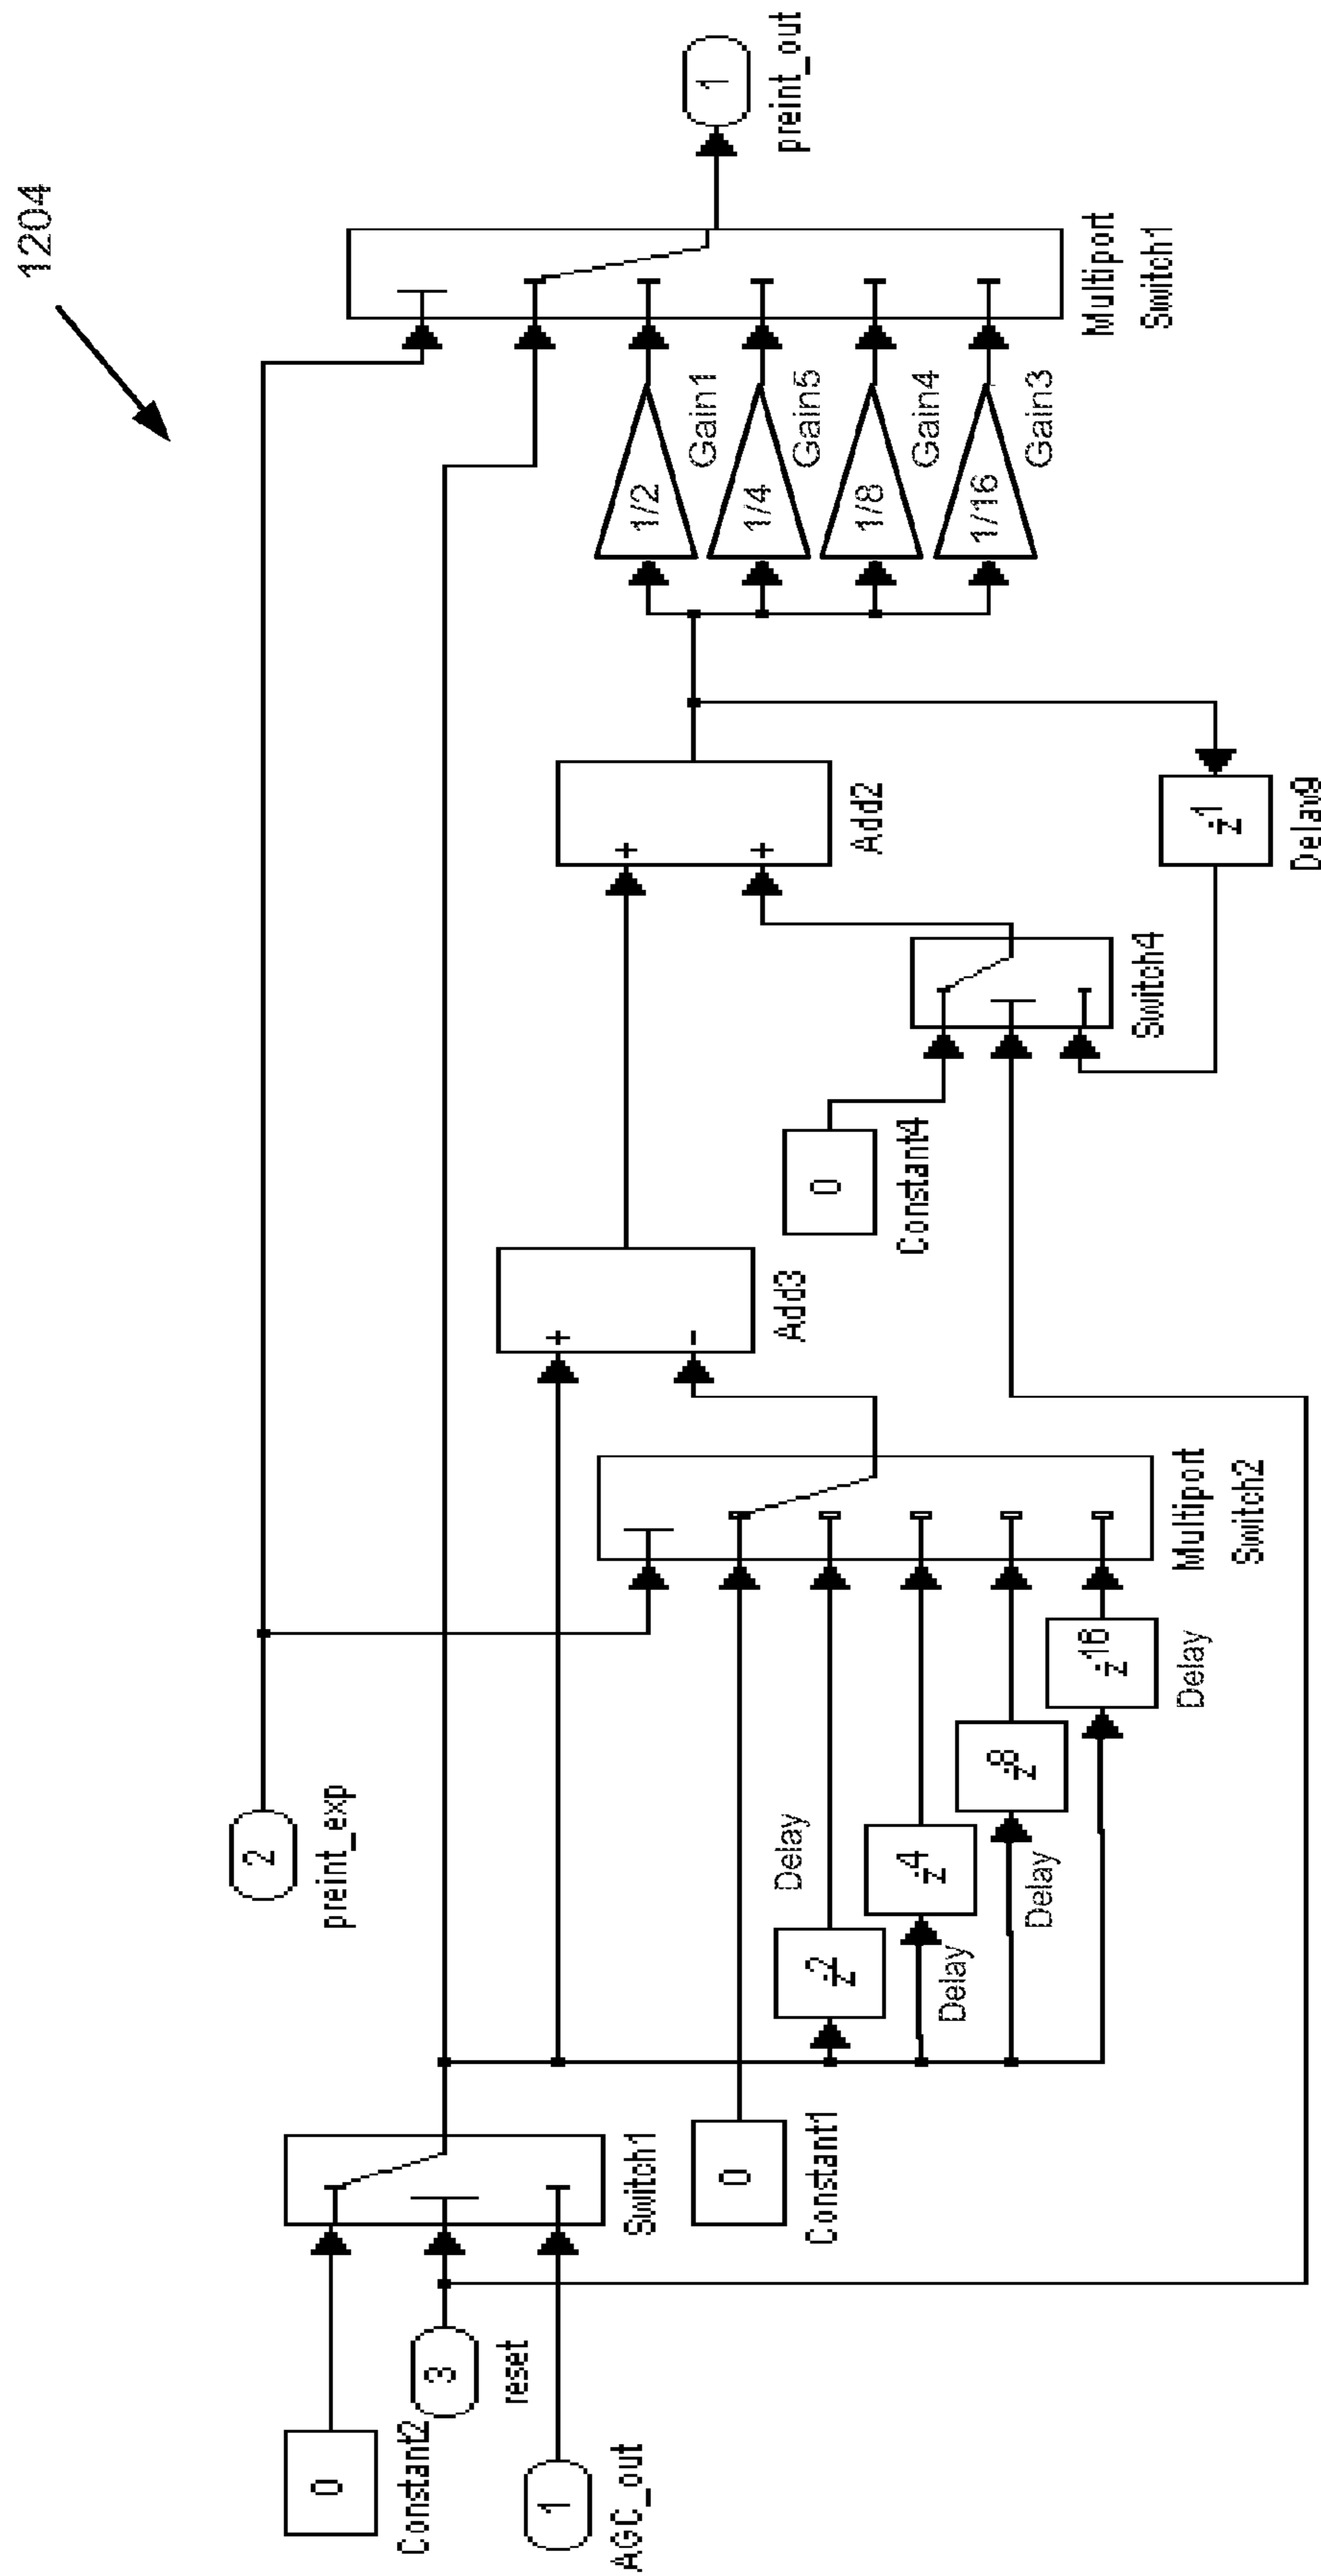 1204
0
Constant2
3
reset
1
AGC_out
Switch1
0
Constant1
2
preint_exp
z-2
Delay
z-4
Delay
z-8
Delay
z-16
Delay
Multiport
Switch2
+
-
Add3
0
Constant4
Switch4
+
+
Add2
z-1
Delay9
1/2
Gain1
1/4
Gain5
1/8
Gain4
1/16
Gain3
Multiport
Switch1
1
preint_out